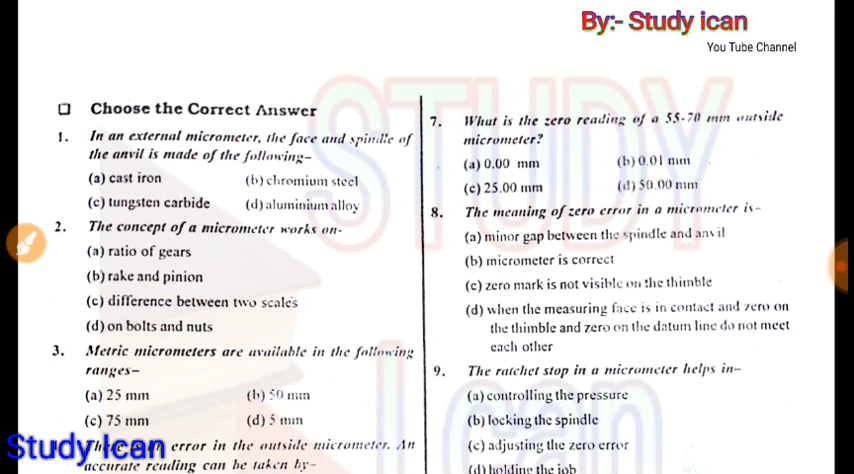 By:- Study ican
You Tube Channel
❑ Choose the Correct Answer
1. In an external micrometer, the face and spindle of
the anvil is made of the following–
(a) cast iron (b) chromium steel
(c) tungsten carbide (d) aluminium alloy
2. The concept of a micrometer works on-
(a) ratio of gears
(b) rake and pinion
(c) difference between two scales
(d) on bolts and nuts
3. Metric micrometers are available in the following
ranges–
(a) 25 mm (b) 50 mm
(c) 75 mm (d) 5 mm
error in the outside micrometer. An
accurate reading can be taken by–
7. What is the zero reading of a 55-70 mm outside
micrometer?
(a) 0.00 mm (b) 0.01 mm
(c) 25.00 mm (d) 50.00 mm
8. The meaning of zero error in a micrometer is–
(a) minor gap between the spindle and anvil
(b) micrometer is correct
(c) zero mark is not visible on the thimble
(d) when the measuring face is in contact and zero on
the thimble and zero on the datum line do not meet
each other
9. The ratchet stop in a micrometer helps in–
(a) controlling the pressure
(b) locking the spindle
(c) adjusting the zero error
(d) holding the job
STUDY
I can
Study Ican